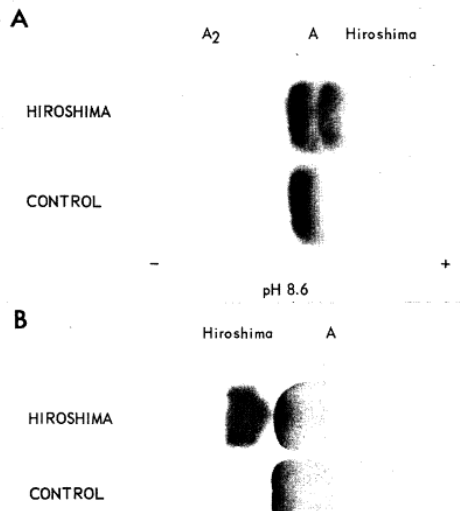 A
A2 A Hiroshima
HIROSHIMA
CONTROL
- +
pH 8.6
B
Hiroshima A
HIROSHIMA
CONTROL